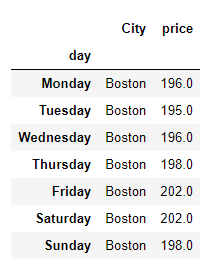 City price
day
Monday Boston 196.0
Tuesday Boston 195.0
Wednesday Boston 196.0
Thursday Boston 198.0
Friday Boston 202.0
Saturday Boston 202.0
Sunday Boston 198.0